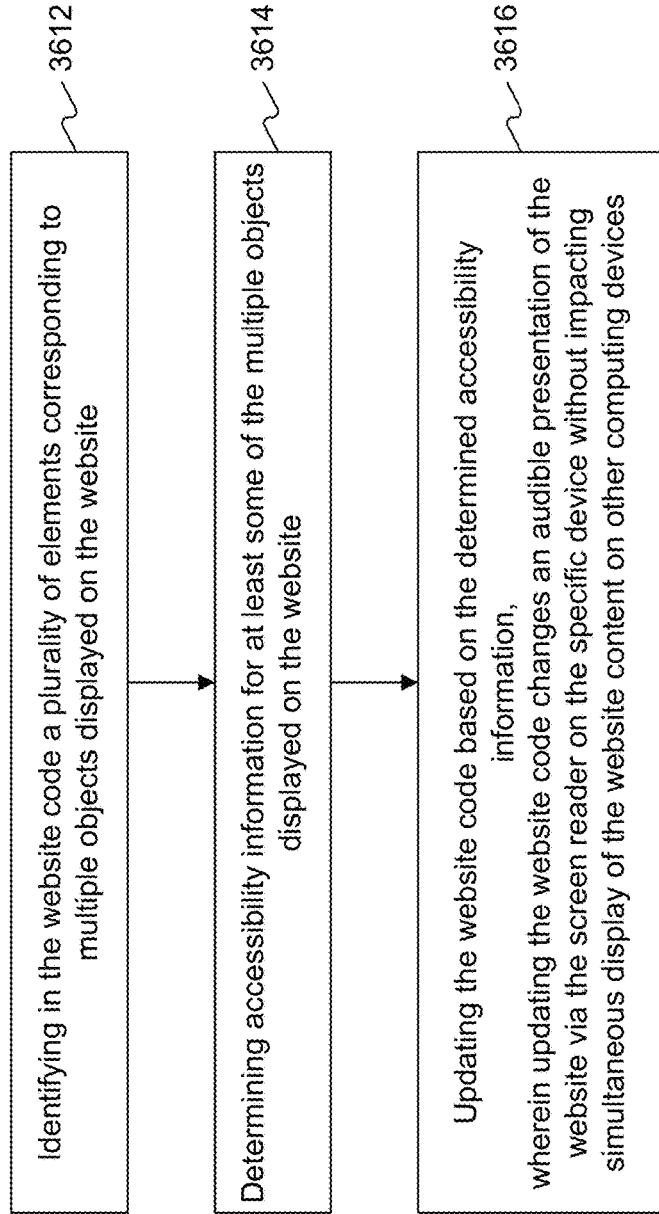 Identifying in the website code a plurality of elements corresponding to
multiple objects displayed on the website
3612
Determining accessibility information for at least some of the multiple objects
displayed on the website
3614
Updating the website code based on the determined accessibility
information,
wherein updating the website code changes an audible presentation of the
website via the screen reader on the specific device without impacting
simultaneous display of the website content on other computing devices
3616